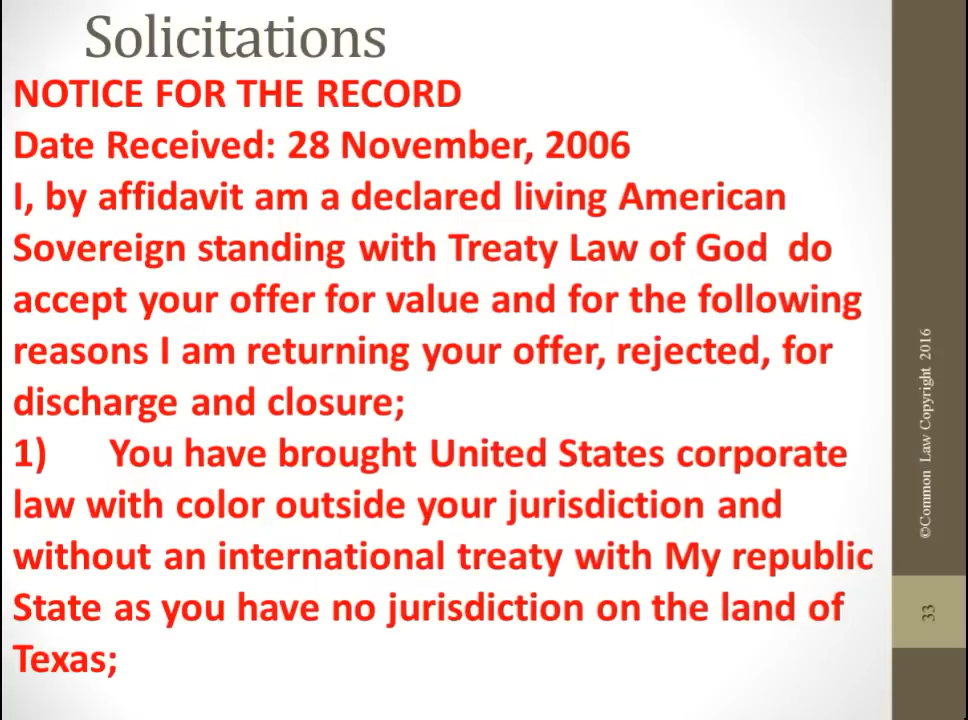 Solicitations
NOTICE FOR THE RECORD
Date Received: 28 November, 2006
I, by affidavit am a declared living American
Sovereign standing with Treaty Law of God  do
accept your offer for value and for the following
reasons I am returning your offer, rejected, for
discharge and closure;
1)      You have brought United States corporate
law with color outside your jurisdiction and
without an international treaty with My republic
State as you have no jurisdiction on the land of
Texas;
©Common Law Copyright 2016
33